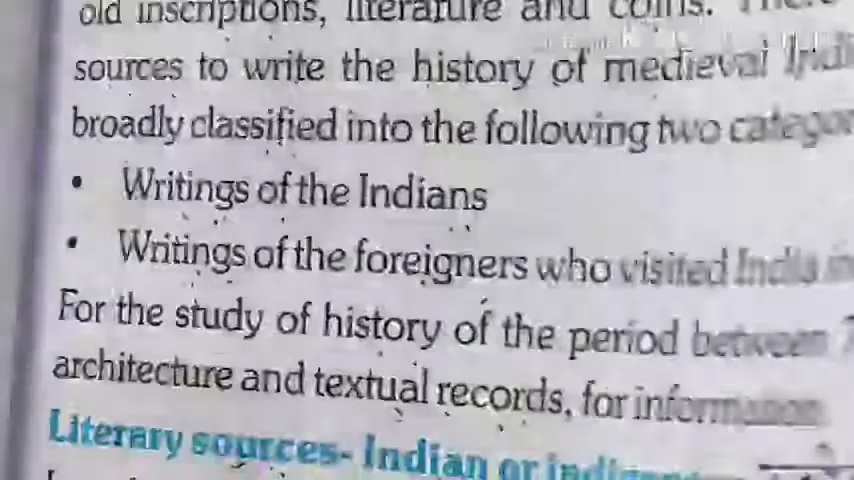 old inscriptions, literature and coins.
sources to write the history of medieval
broadly classified into the following two
• Writings of the Indians
• Writings of the foreigners who visited India
For the study of history of the period between
architecture and textual records, for information
Literary sources- Indian or